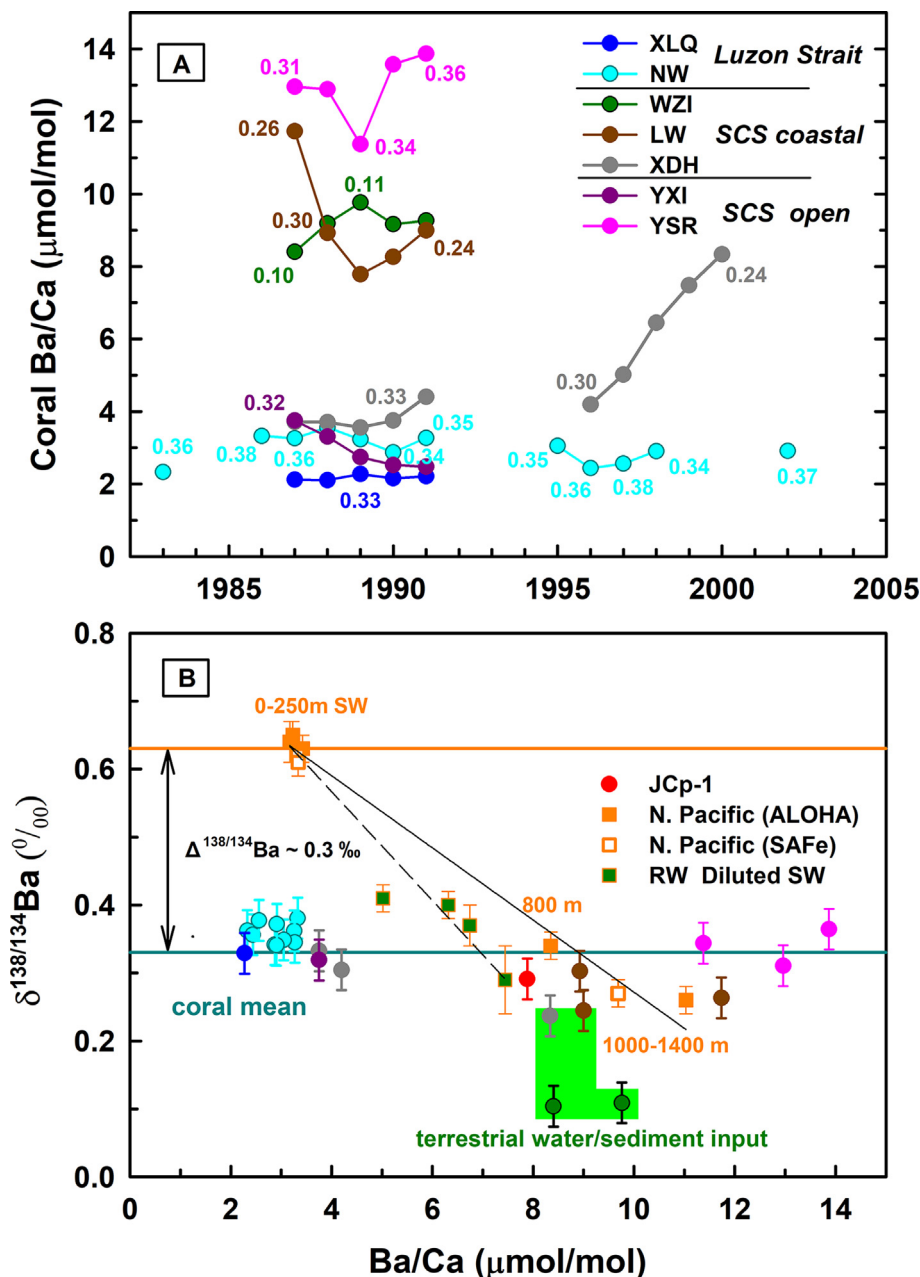 A
Coral Ba/Ca (μmol/mol)
14
12
10
8
6
4
2
0
XLQ
NW
Luzon Strait
WZI
LW
XDH
SCS coastal
YXI
YSR
SCS open
0.31
0.36
0.26
0.34
0.11
0.30
0.10
0.24
0.24
0.32
0.33
0.30
0.36
0.38
0.36
0.35
0.34
0.33
0.35
0.36
0.38
0.34
0.37
1985
1990
1995
2000
2005
B
δ138/134Ba (0/00)
0.8
0.6
0.4
0.2
0.0
0-250m SW
JCp-1
N. Pacific (ALOHA)
N. Pacific (SAFe)
RW Diluted SW
Δ138/134Ba ~ 0.3 ‰
800 m
coral mean
1000-1400 m
terrestrial water/sediment input
0
2
4
6
8
10
12
14
Ba/Ca (μmol/mol)